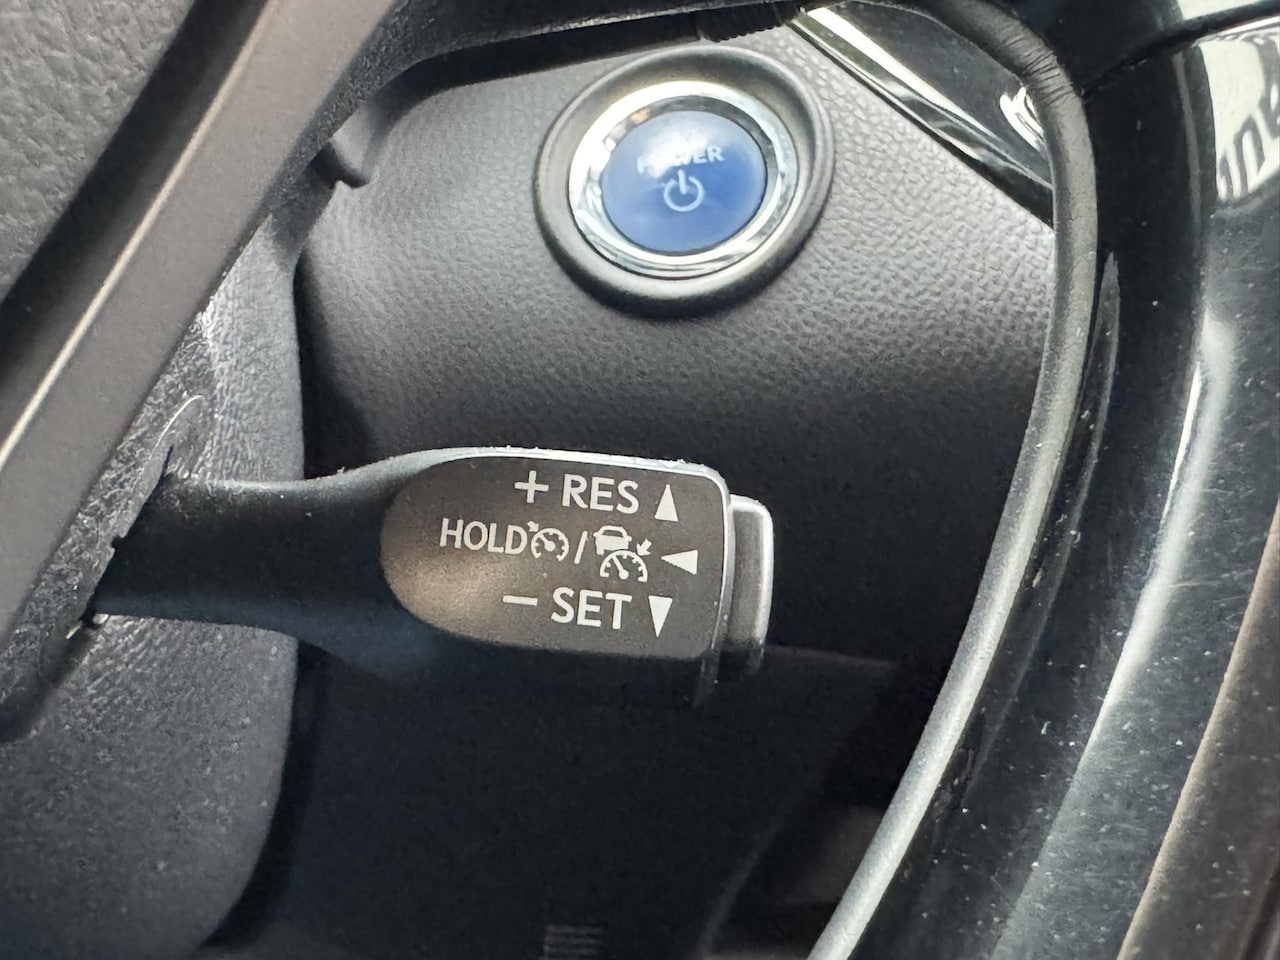 POWER
+ RES ▲
HOLD / ◀
− SET ▼